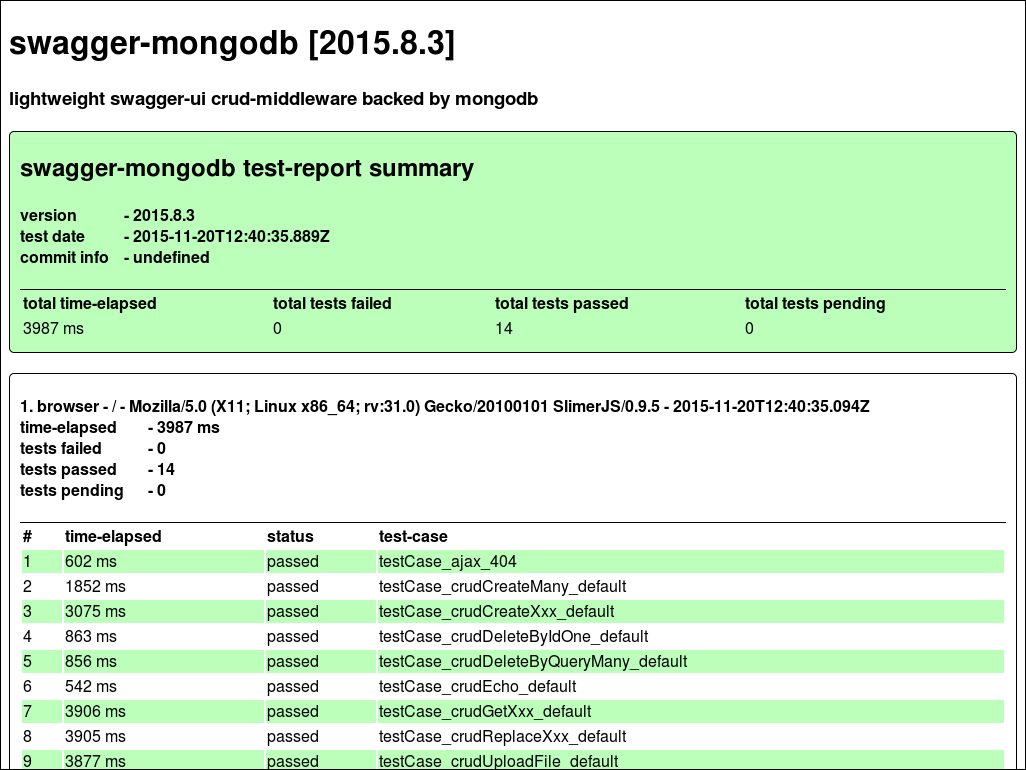 swagger-mongodb [2015.8.3]
lightweight swagger-ui crud-middleware backed by mongodb
swagger-mongodb test-report summary
version - 2015.8.3
test date - 2015-11-20T12:40:35.889Z
commit info - undefined
total time-elapsed total tests failed total tests passed total tests pending
3987 ms 0 14 0
1. browser - / - Mozilla/5.0 (X11; Linux x86_64; rv:31.0) Gecko/20100101 SlimerJS/0.9.5 - 2015-11-20T12:40:35.094Z
time-elapsed - 3987 ms
tests failed - 0
tests passed - 14
tests pending - 0
# time-elapsed status test-case
1 602 ms passed testCase_ajax_404
2 1852 ms passed testCase_crudCreateMany_default
3 3075 ms passed testCase_crudCreateXxx_default
4 863 ms passed testCase_crudDeleteByIdOne_default
5 856 ms passed testCase_crudDeleteByQueryMany_default
6 542 ms passed testCase_crudEcho_default
7 3906 ms passed testCase_crudGetXxx_default
8 3905 ms passed testCase_crudReplaceXxx_default
9 3877 ms passed testCase_crudUploadFile_default